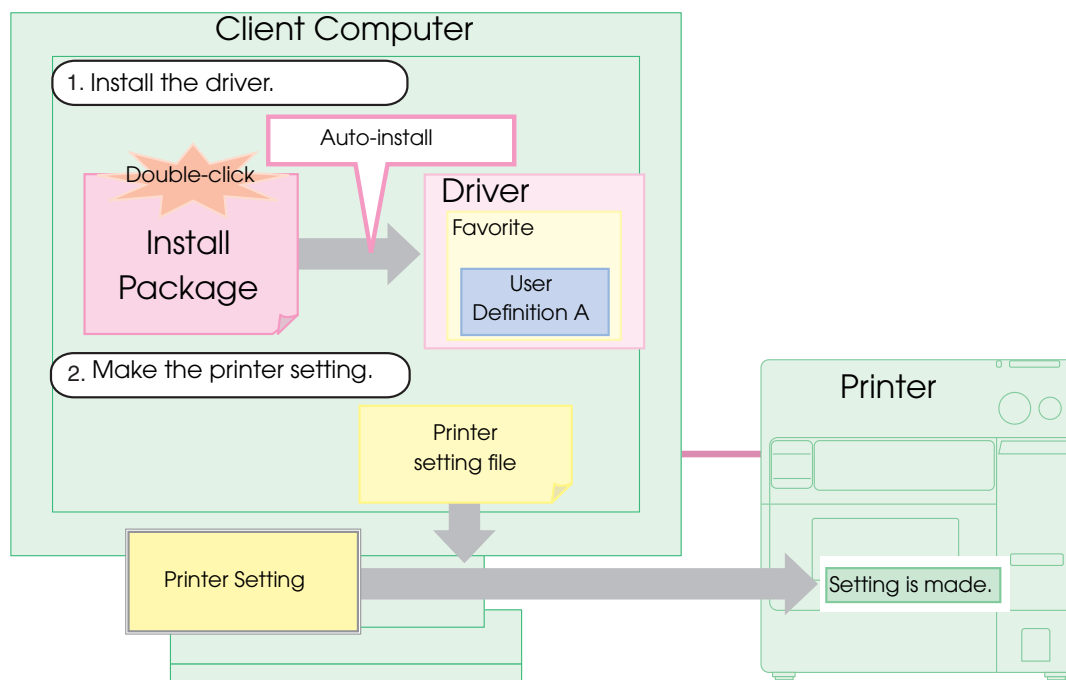 Client Computer
1. Install the driver.
Auto-install
Double-click
Install
Package
Driver
Favorite
User
Definition A
2. Make the printer setting.
Printer
setting file
Printer Setting
Printer
Setting is made.